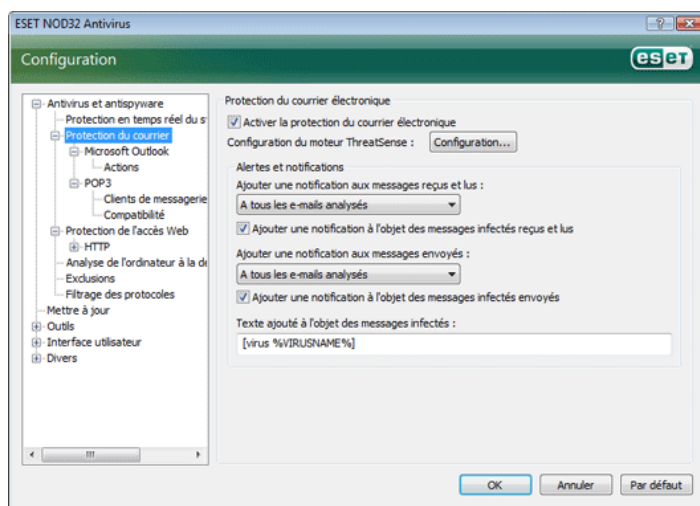 ESET NOD32 Antivirus
Configuration
eset
Antivirus et antispyware
Protection en temps réel du s
Protection du courrier
Microsoft Outlook
Actions
POP3
Clients de messagerie
Compatibilité
Protection de l'accès Web
HTTP
Analyse de l'ordinateur à la de
Exclusions
Filtrage des protocoles
Mettre à jour
Outils
Interface utilisateur
Divers
Protection du courrier électronique
Activer la protection du courrier électronique
Configuration du moteur ThreatSense : Configuration...
Alertes et notifications
Ajouter une notification aux messages reçus et lus :
A tous les e-mails analysés
Ajouter une notification à l'objet des messages infectés reçus et lus
Ajouter une notification aux messages envoyés :
A tous les e-mails analysés
Ajouter une notification à l'objet des messages infectés envoyés
Texte ajouté à l'objet des messages infectés :
[virus %VIRUSNAME%]
OK Annuler Par défaut